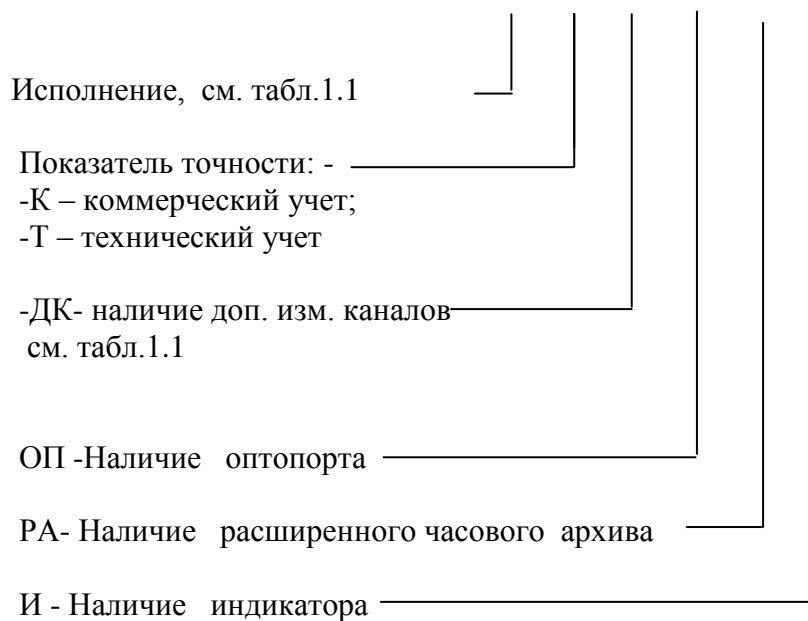 Исполнение, см. табл.1.1
Показатель точности: -
-К – коммерческий учет;
-Т – технический учет
-ДК- наличие доп. изм. каналов
см. табл.1.1
ОП -Наличие оптопорта
РА- Наличие расширенного часового архива
И - Наличие индикатора